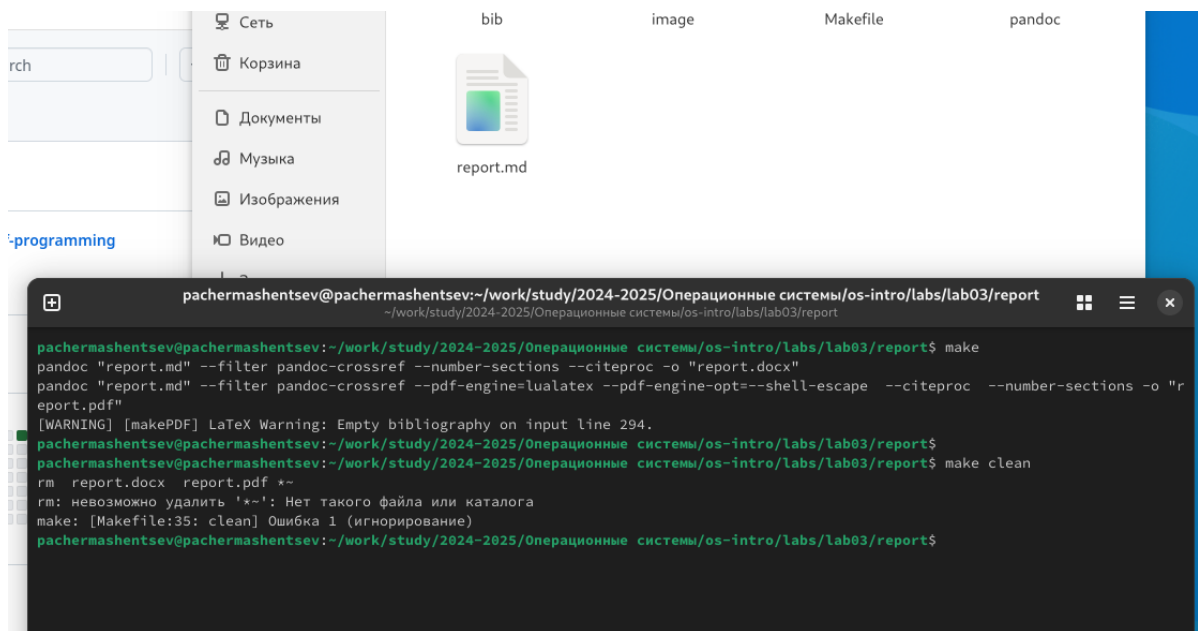 Сеть
bib
image
Makefile
pandoc
rch
Корзина
Документы
Музыка
report.md
Изображения
-programming
Видео
pachermashentsev@pachermashentsev:~/work/study/2024-2025/Операционные системы/os-intro/labs/lab03/report
~/work/study/2024-2025/Операционные системы/os-intro/labs/lab03/report
pachermashentsev@pachermashentsev:~/work/study/2024-2025/Операционные системы/os-intro/labs/lab03/report$ make
pandoc "report.md" --filter pandoc-crossref --number-sections --citeproc -o "report.docx"
pandoc "report.md" --filter pandoc-crossref --pdf-engine=lualatex --pdf-engine-opt=--shell-escape  --citeproc  --number-sections -o "r
eport.pdf"
[WARNING] [makePDF] LaTeX Warning: Empty bibliography on input line 294.
pachermashentsev@pachermashentsev:~/work/study/2024-2025/Операционные системы/os-intro/labs/lab03/report$
pachermashentsev@pachermashentsev:~/work/study/2024-2025/Операционные системы/os-intro/labs/lab03/report$ make clean
rm  report.docx  report.pdf *~
rm: невозможно удалить '*~': Нет такого файла или каталога
make: [Makefile:35: clean] Ошибка 1 (игнорирование)
pachermashentsev@pachermashentsev:~/work/study/2024-2025/Операционные системы/os-intro/labs/lab03/report$